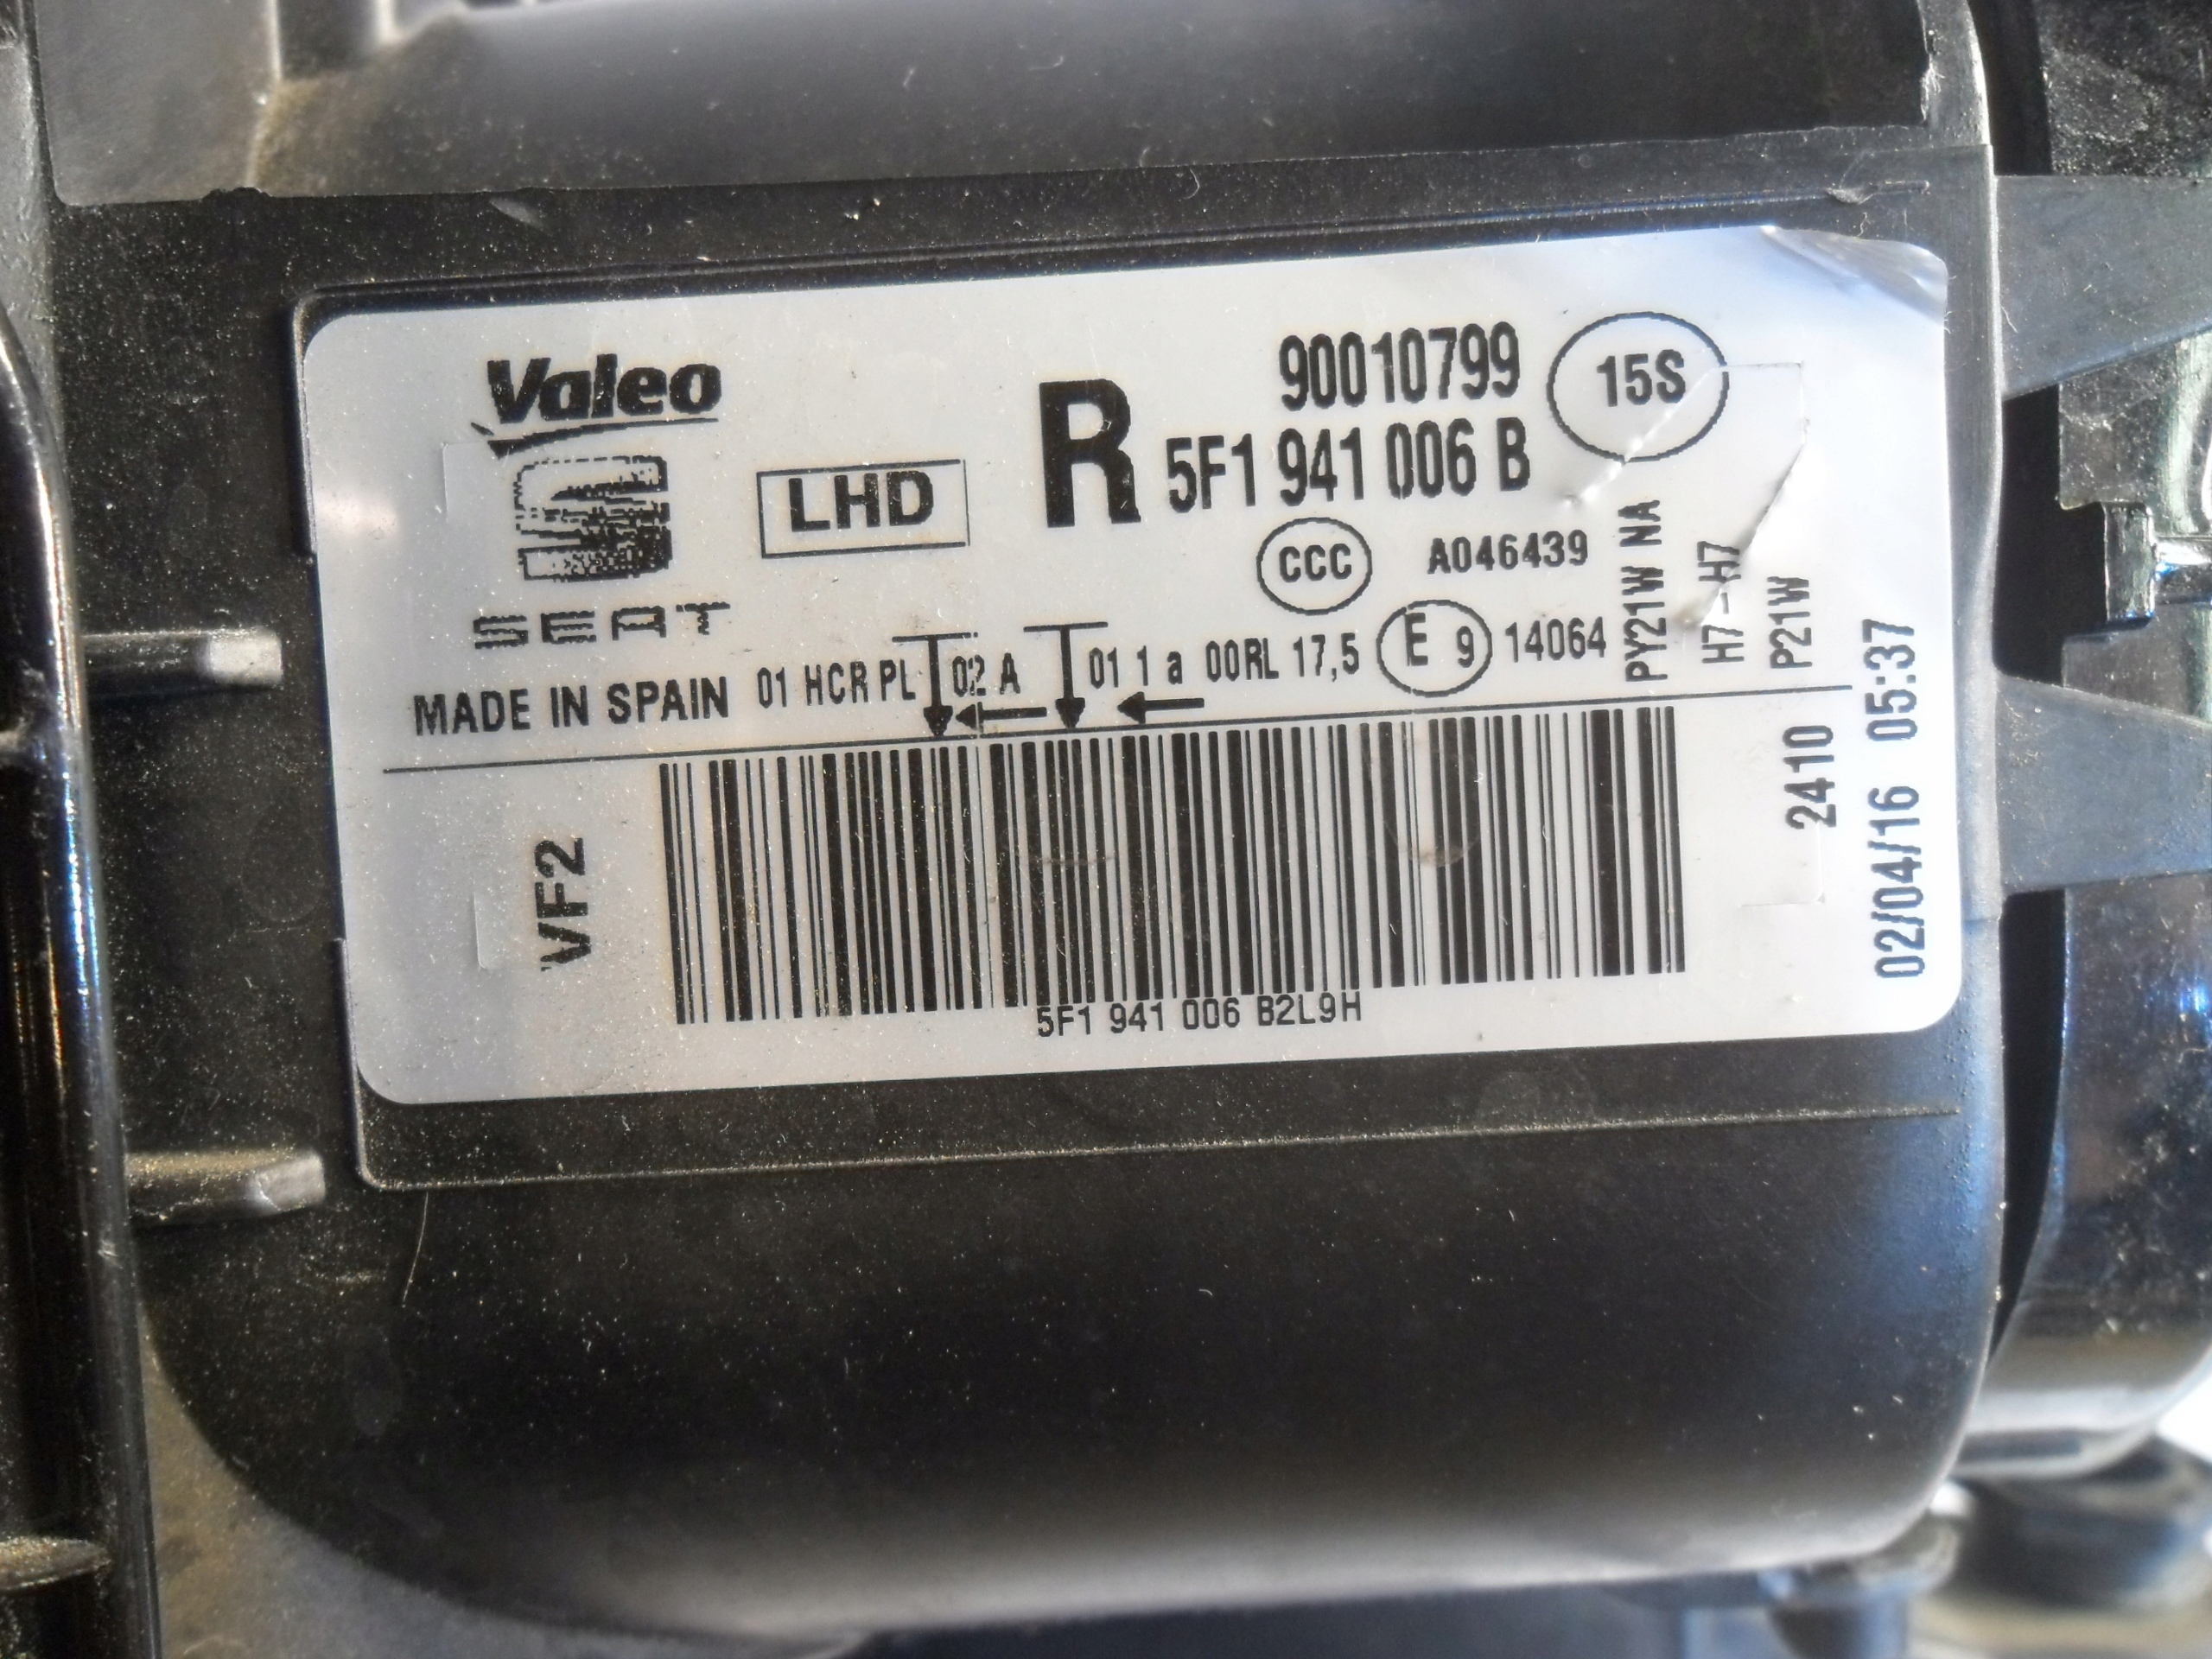 Valeo
SEAT
LHD
R
90010799
5F1 941 006 B
15S
CCC
A046439
MADE IN SPAIN
01 HCR PL 02 A 01 1 a 00RL 17,5 E 9 14064
PY21W NA
H7-H7
P21W
VF2
5F1 941 006 B2L9H
2410
02/04/16 05:37